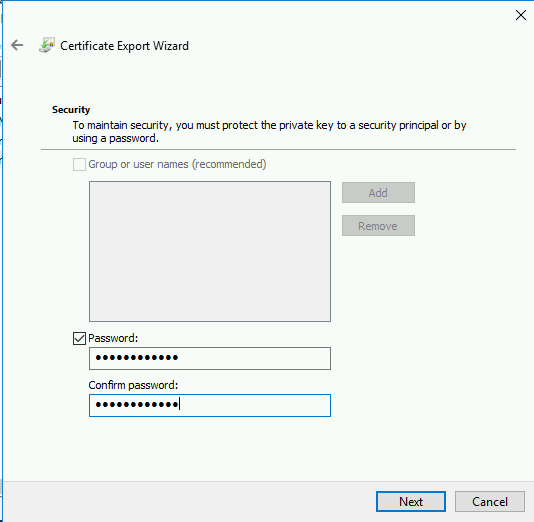 Certificate Export Wizard
Security
To maintain security, you must protect the private key to a security principal or by
using a password.
Group or user names (recommended)
Add
Remove
Password:
••••••••••••
Confirm password:
••••••••••••
Next
Cancel